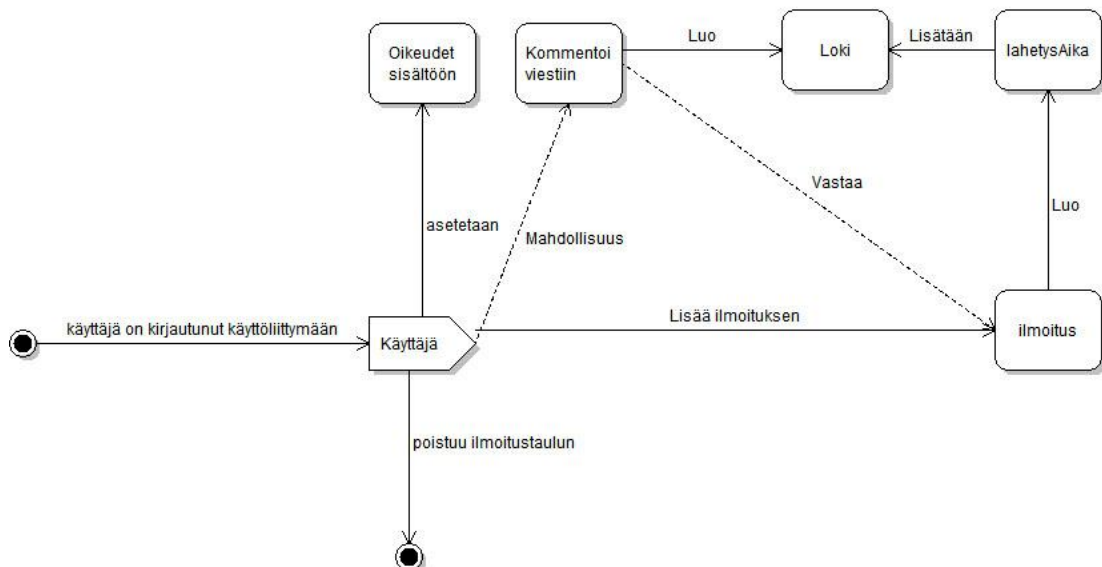 Oikeudet
sisältöön
Kommentoi
viestiin
Luo
Loki
Lisätään
lahetysAika
Vastaa
Luo
asetetaan
Mahdollisuus
käyttäjä on kirjautunut käyttöliittymään
Käyttäjä
Lisää ilmoituksen
ilmoitus
poistuu ilmoitustaulun